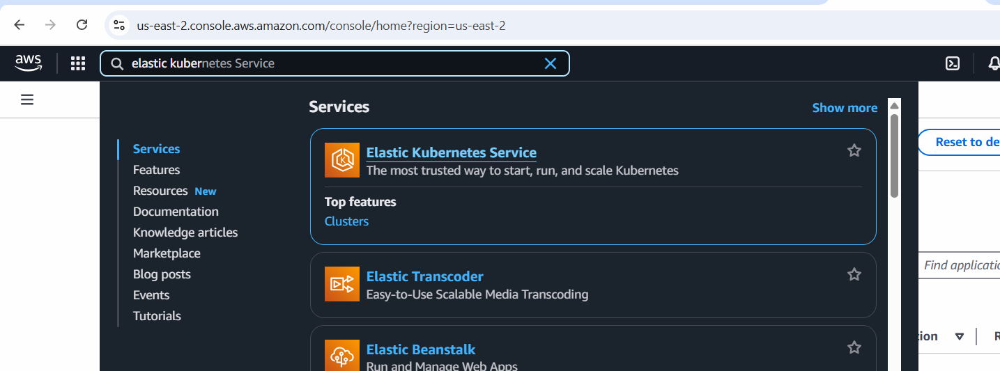 us-east-2.console.aws.amazon.com/console/home?region=us-east-2
aws
elastic kubernetes Service
Services
Show more
Services
Features
Resources New
Documentation
Knowledge articles
Marketplace
Blog posts
Events
Tutorials
Elastic Kubernetes Service
The most trusted way to start, run, and scale Kubernetes
Top features
Clusters
Elastic Transcoder
Easy-to-Use Scalable Media Transcoding
Elastic Beanstalk
Run and Manage Web Apps
Reset to de
Find applicatio
tion
R